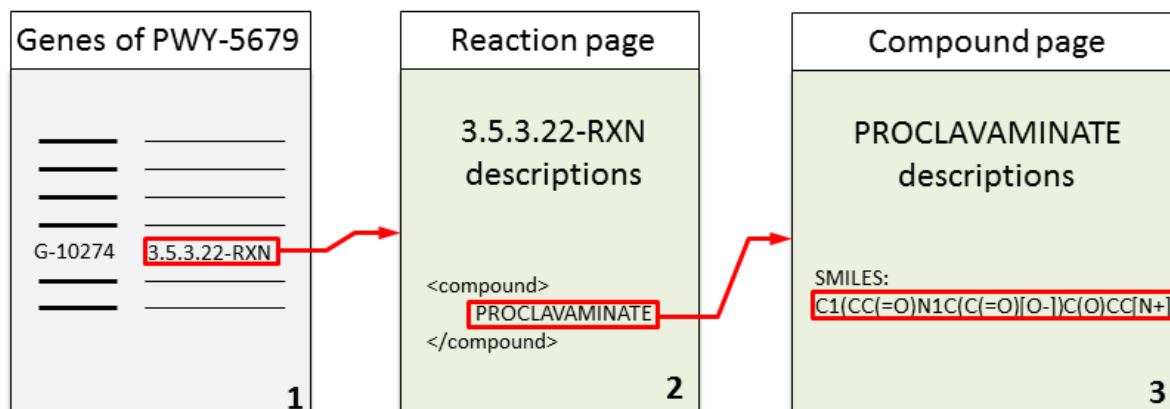 Genes of PWY-5679
G-10274 3.5.3.22-RXN
1
Reaction page
3.5.3.22-RXN
descriptions
<compound>
PROCLAVAMINATE
</compound>
2
Compound page
PROCLAVAMINATE
descriptions
SMILES:
C1(CC(=O)N1C(C(=O)[O-])C(O)CC[N+]
3